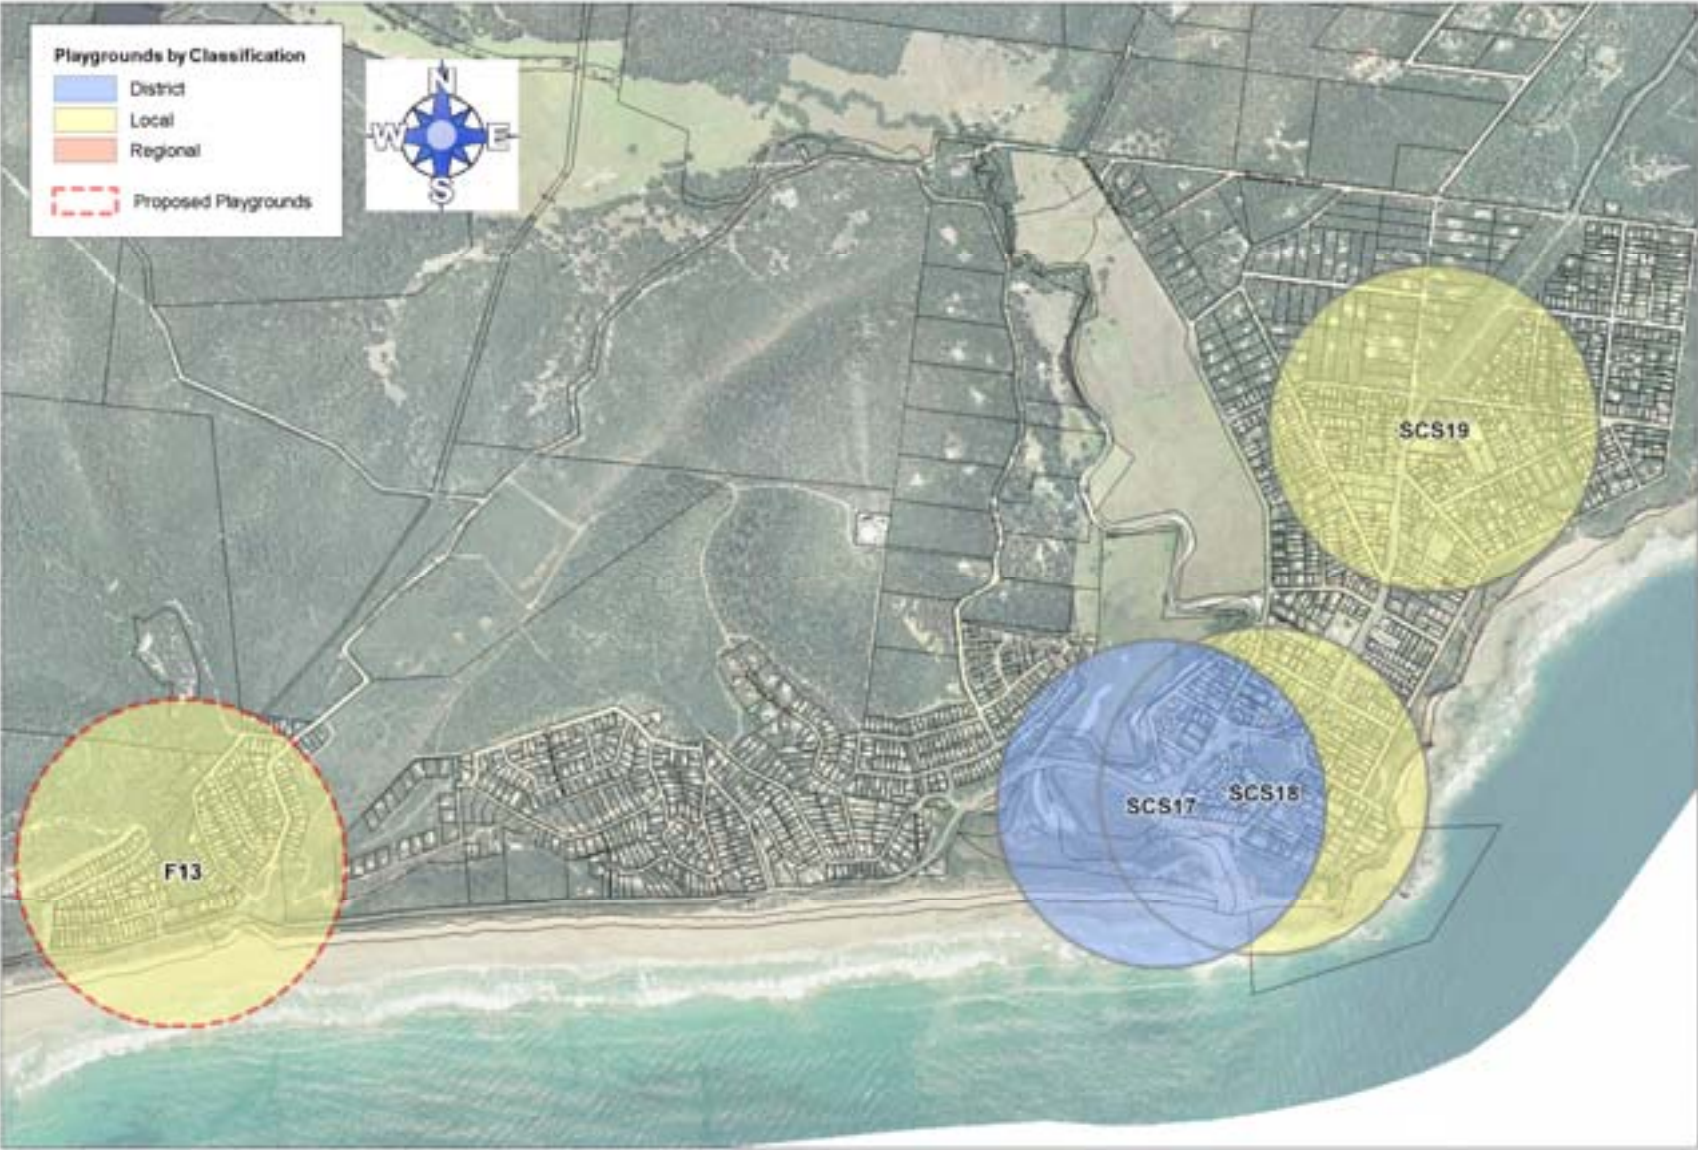 Playgrounds by Classification
District
Local
Regional
Proposed Playgrounds
N
W E
S
SCS19
SCS17 SCS18
F13